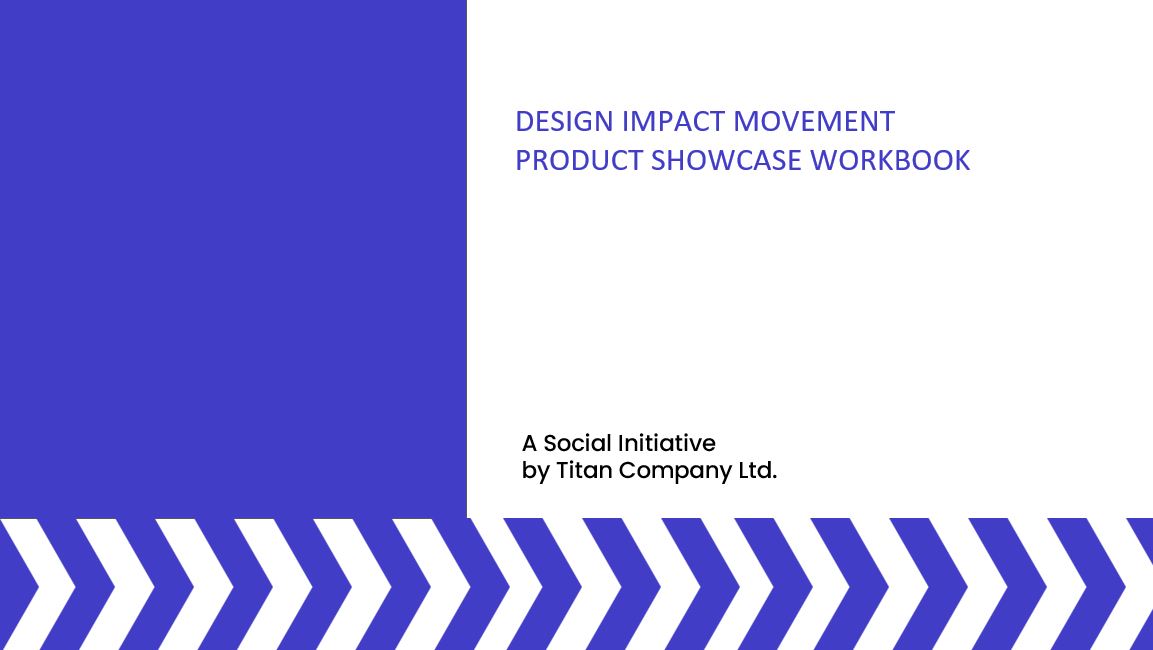 DESIGN IMPACT MOVEMENT
PRODUCT SHOWCASE WORKBOOK
A Social Initiative
by Titan Company Ltd.